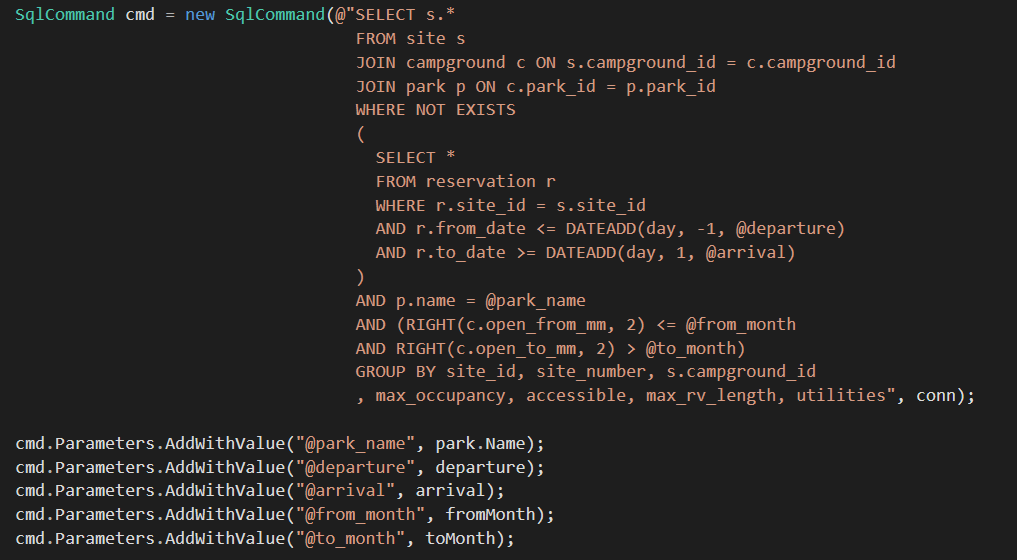 SqlCommand cmd = new SqlCommand(@"SELECT s.*
FROM site s
JOIN campground c ON s.campground_id = c.campground_id
JOIN park p ON c.park_id = p.park_id
WHERE NOT EXISTS
(
SELECT *
FROM reservation r
WHERE r.site_id = s.site_id
AND r.from_date <= DATEADD(day, -1, @departure)
AND r.to_date >= DATEADD(day, 1, @arrival)
)
AND p.name = @park_name
AND (RIGHT(c.open_from_mm, 2) <= @from_month
AND RIGHT(c.open_to_mm, 2) > @to_month)
GROUP BY site_id, site_number, s.campground_id
, max_occupancy, accessible, max_rv_length, utilities", conn);
cmd.Parameters.AddWithValue("@park_name", park.Name);
cmd.Parameters.AddWithValue("@departure", departure);
cmd.Parameters.AddWithValue("@arrival", arrival);
cmd.Parameters.AddWithValue("@from_month", fromMonth);
cmd.Parameters.AddWithValue("@to_month", toMonth);